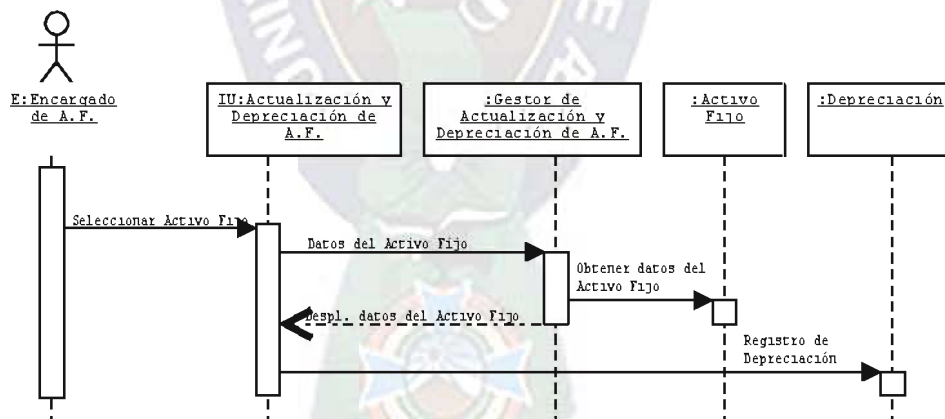 E:Encargado
de A.F.
IU:Actualización y
Depreciación de
A.F.
:Gestor de
Actualización y
Depreciación de A.F.
:Activo
Fijo
:Depreciación
Seleccionar Activo Fijo
Datos del Activo Fijo
Obtener datos del
Activo Fijo
Despl. datos del Activo Fijo
Registro de
Depreciación